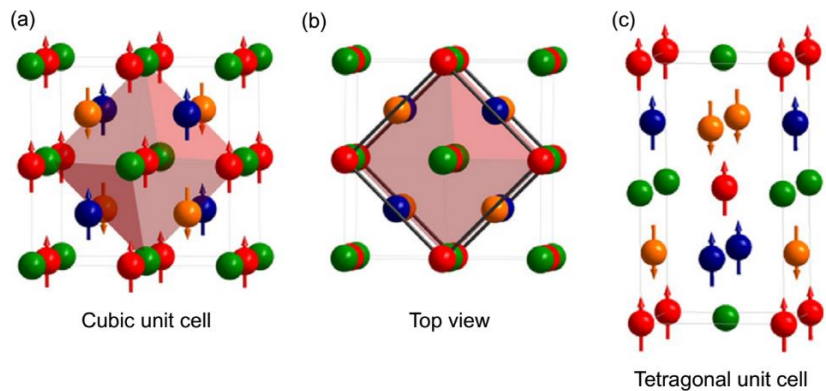 (a)
(b)
(c)
Cubic unit cell
Top view
Tetragonal unit cell